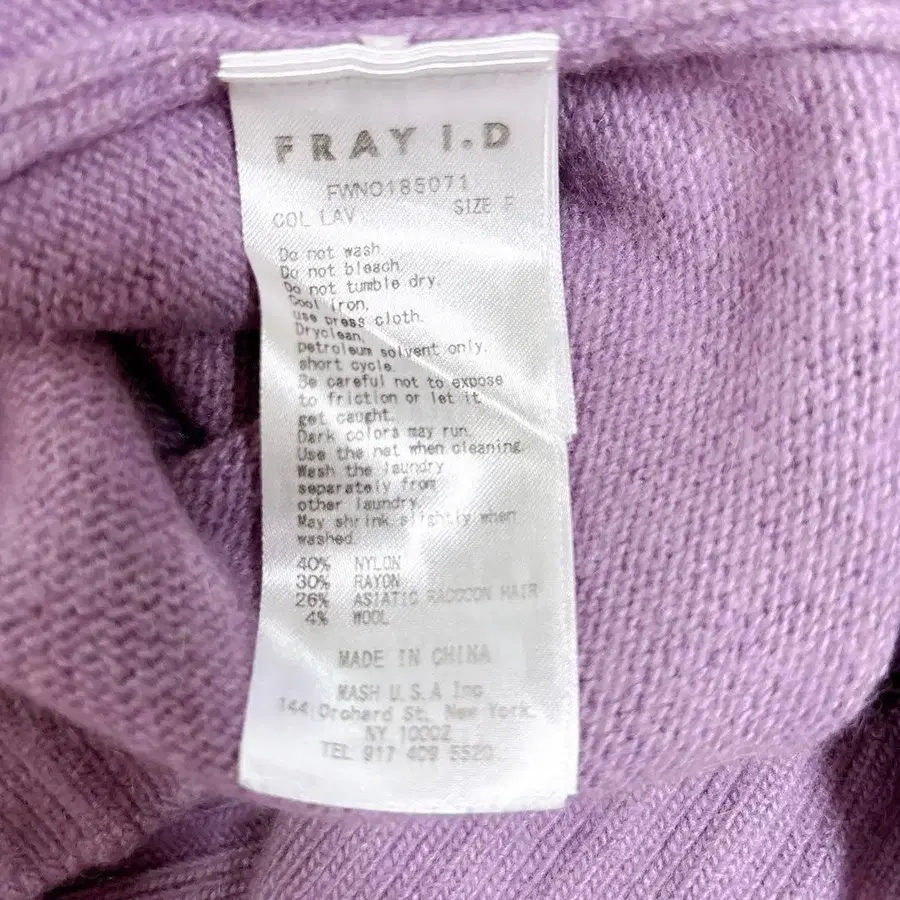 FRAY I.D
FWNO185071
COL LAV SIZE F
Do not wash.
Do not bleach.
Do not tumble dry.
Cool iron.
use press cloth.
Dryclean,
petroleum solvent only.
short cycle.
Be careful not to expose
to friction or let it
get caught.
Dark colors may run.
Use the net when cleaning.
Wash the laundry
separately from
other laundry.
May shrink slightly when
washed.
40% NYLON
30% RAYON
26% ASIATIC RACCOON HAIR
4% WOOL
MADE IN CHINA
MASH U.S.A Inc
144 Orchard St. New York.
NY 10002
TEL 917 409 5520